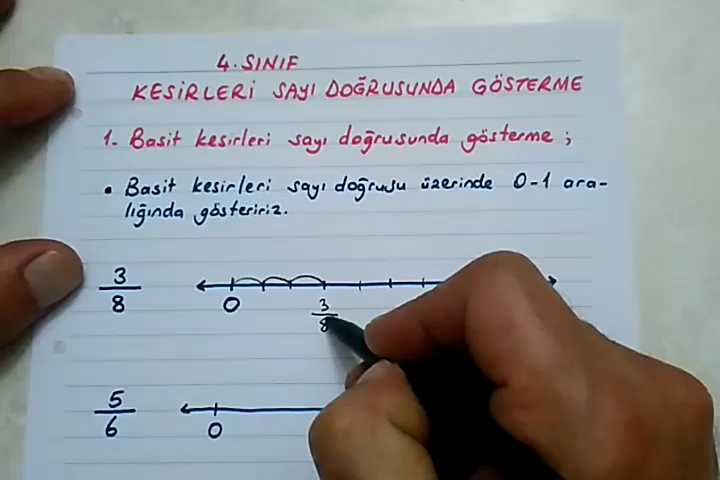 4. SINIF
KESİRLERİ SAYI DOĞRUSUNDA GÖSTERME
1. Basit kesirleri sayı doğrusunda gösterme ;
• Basit kesirleri sayı doğrusu üzerinde 0-1 ara-
lığında gösteririz.
3
8
0
3
8
5
6
0